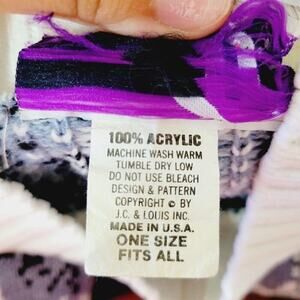 100% ACRYLIC
MACHINE WASH WARM
TUMBLE DRY LOW
DO NOT USE BLEACH
DESIGN & PATTERN
COPYRIGHT © BY
J.C. & LOUIS INC.
MADE IN U.S.A.
ONE SIZE
FITS ALL